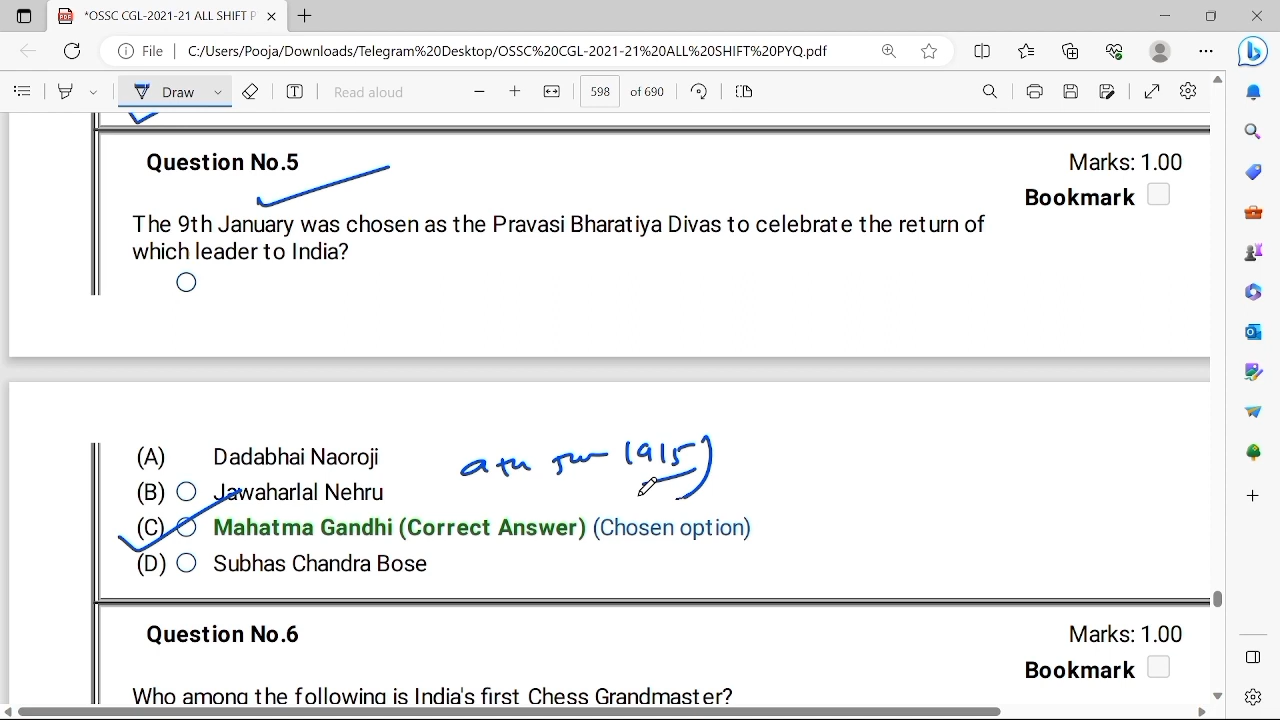 *OSSC CGL-2021-21 ALL SHIFT P
File C:/Users/Pooja/Downloads/Telegram%20Desktop/OSSC%20CGL-2021-21%20ALL%20SHIFT%20PYQ.pdf
Draw Read aloud 598 of 690
Question No.5 Marks: 1.00
Bookmark
The 9th January was chosen as the Pravasi Bharatiya Divas to celebrate the return of
which leader to India?
(A) Dadabhai Naoroji
(B) Jawaharlal Nehru
(C) Mahatma Gandhi (Correct Answer) (Chosen option)
(D) Subhas Chandra Bose
1915)
Question No.6 Marks: 1.00
Bookmark
Who among the following is India's first Chess Grandmaster?